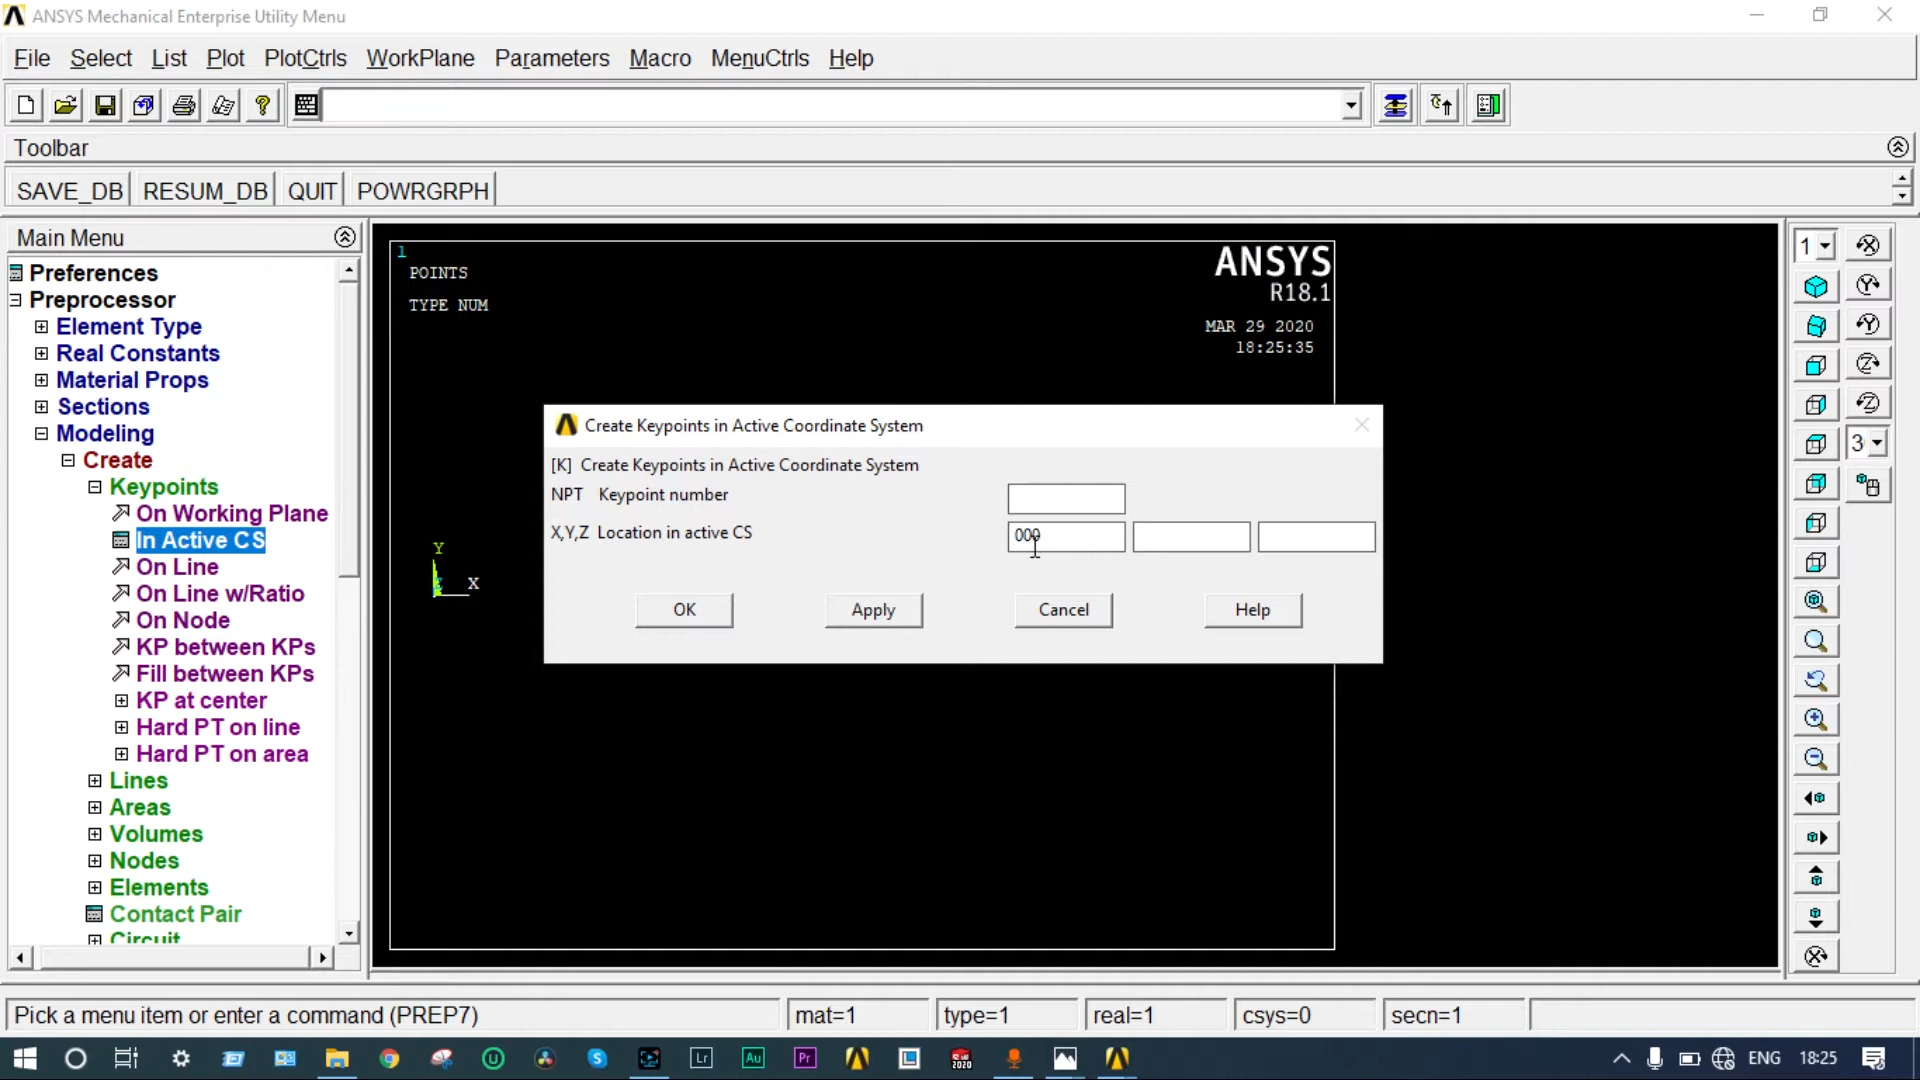 ANSYS Mechanical Enterprise Utility Menu
File Select List Plot PlotCtrls WorkPlane Parameters Macro MenuCtrls Help
Toolbar
SAVE_DB RESUM_DB QUIT POWRGRPH
Main Menu
Preferences
Preprocessor
Element Type
Real Constants
Material Props
Sections
Modeling
Create
Keypoints
On Working Plane
In Active CS
On Line
On Line w/Ratio
On Node
KP between KPs
Fill between KPs
KP at center
Hard PT on line
Hard PT on area
Lines
Areas
Volumes
Nodes
Elements
Contact Pair
Circuit
1
POINTS
TYPE NUM
ANSYS
R18.1
MAR 29 2020
18:25:35
Y
X
Create Keypoints in Active Coordinate System
[K] Create Keypoints in Active Coordinate System
NPT Keypoint number
X,Y,Z Location in active CS
000
OK Apply Cancel Help
1
3
Pick a menu item or enter a command (PREP7)
mat=1 type=1 real=1 csys=0 secn=1
Lr Au Pr
2020
ENG 18:25